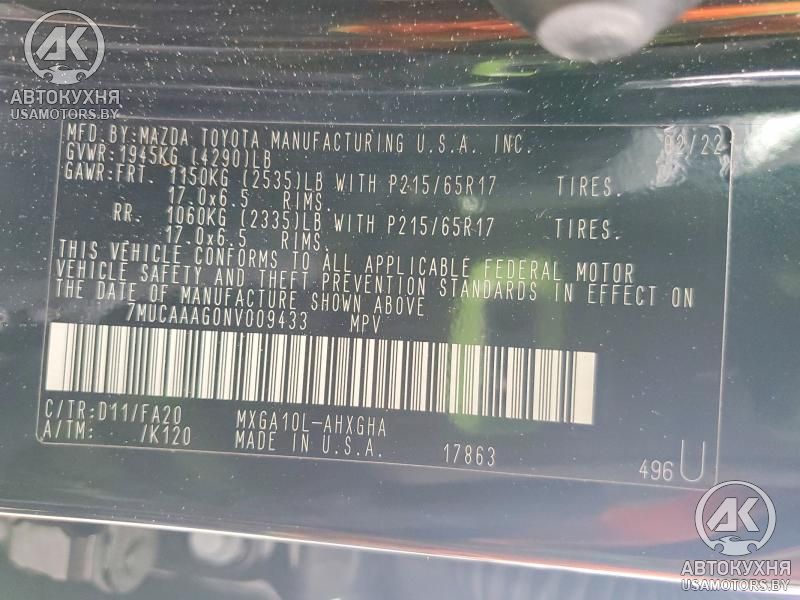 AK
АВТОКУХНЯ
USAMOTORS.BY
MFD.BY:MAZDA TOYOTA MANUFACTURING U.S.A. INC. 02/22
GVWR:1945KG (4290)LB
GAWR:FRT. 1150KG (2535)LB WITH P215/65R17 TIRES.
17.0x6.5 RIMS.
RR. 1060KG (2335)LB WITH P215/65R17 TIRES.
17.0x6.5 RIMS.
THIS VEHICLE CONFORMS TO ALL APPLICABLE FEDERAL MOTOR
VEHICLE SAFETY AND THEFT PREVENTION STANDARDS IN EFFECT ON
THE DATE OF MANUFACTURE SHOWN ABOVE
7MUCAAAG0NV009433 MPV
C/TR:D11/FA20 MXGA10L-AHXGHA
A/TM: /K120 MADE IN U.S.A. 17863 496U
AK
АВТОКУХНЯ
USAMOTORS.BY